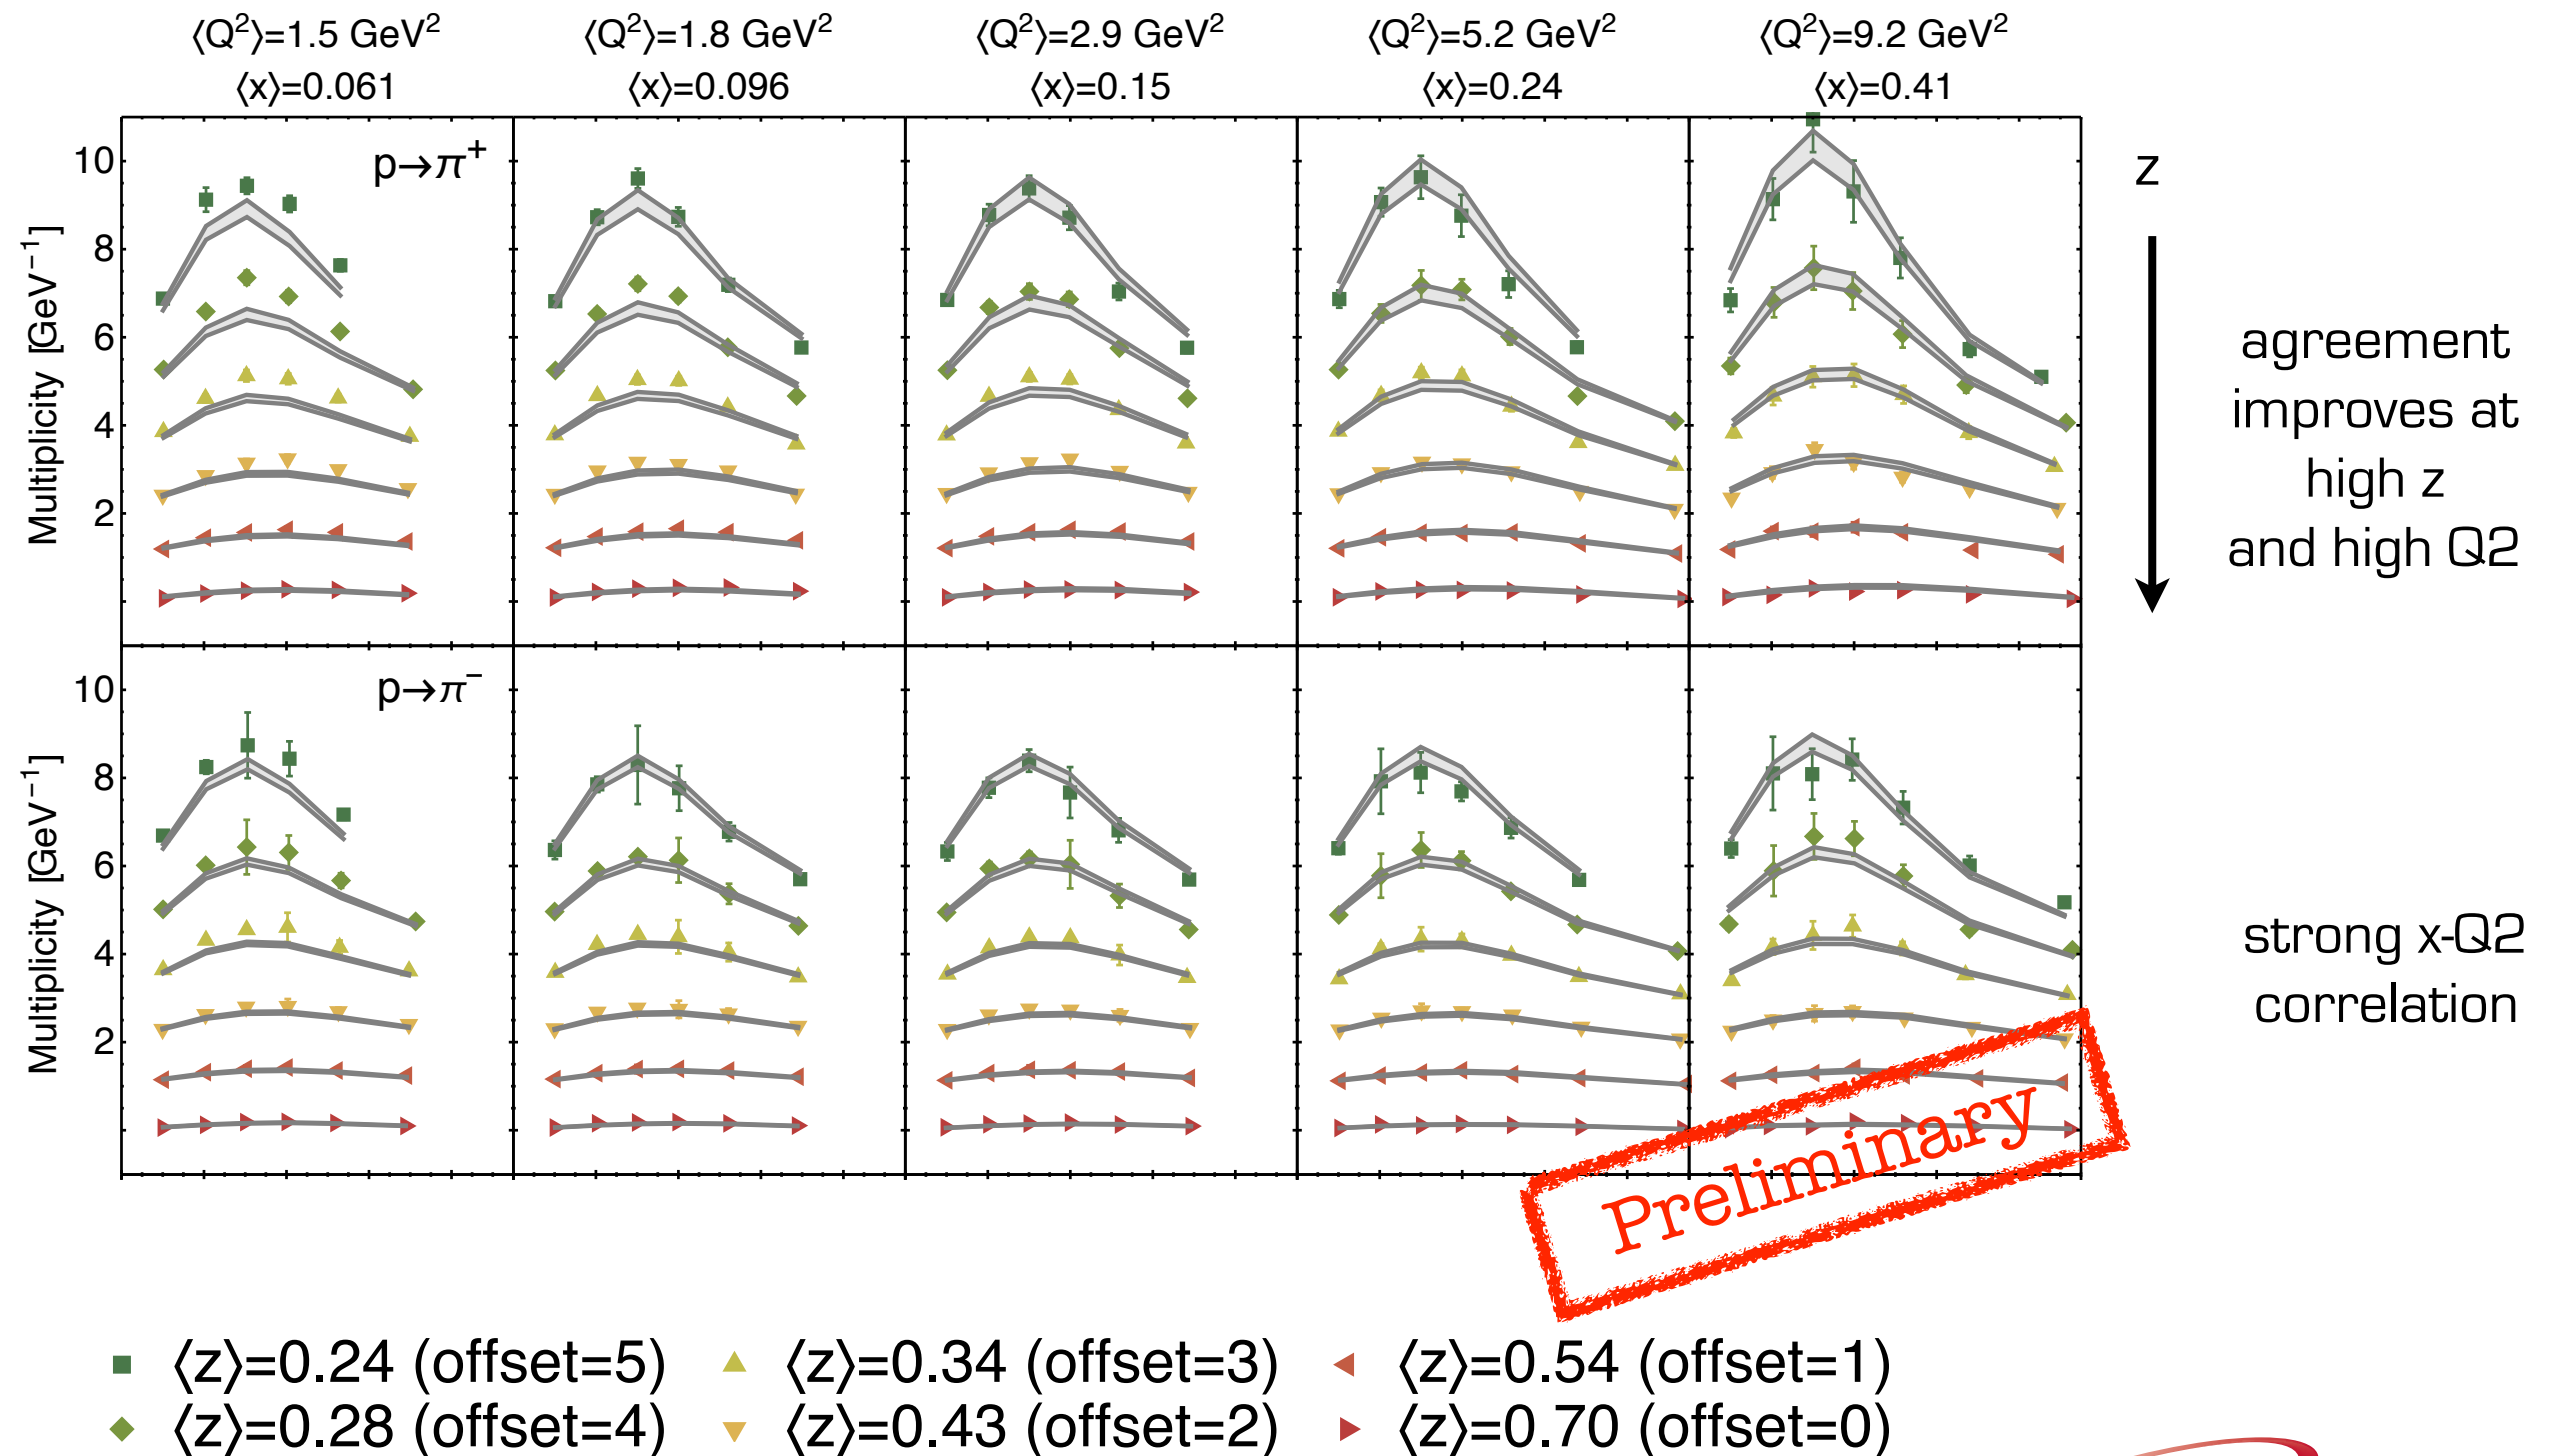 ⟨Q²⟩=1.5 GeV² ⟨Q²⟩=1.8 GeV² ⟨Q²⟩=2.9 GeV² ⟨Q²⟩=5.2 GeV² ⟨Q²⟩=9.2 GeV²
⟨x⟩=0.061 ⟨x⟩=0.096 ⟨x⟩=0.15 ⟨x⟩=0.24 ⟨x⟩=0.41
Multiplicity [GeV⁻¹]
10
8
6
4
2
p→π⁺
z
agreement
improves at
high z
and high Q2
Multiplicity [GeV⁻¹]
10
8
6
4
2
p→π⁻
strong x-Q2
correlation
Preliminary
⟨z⟩=0.24 (offset=5) ⟨z⟩=0.34 (offset=3) ⟨z⟩=0.54 (offset=1)
⟨z⟩=0.28 (offset=4) ⟨z⟩=0.43 (offset=2) ⟨z⟩=0.70 (offset=0)